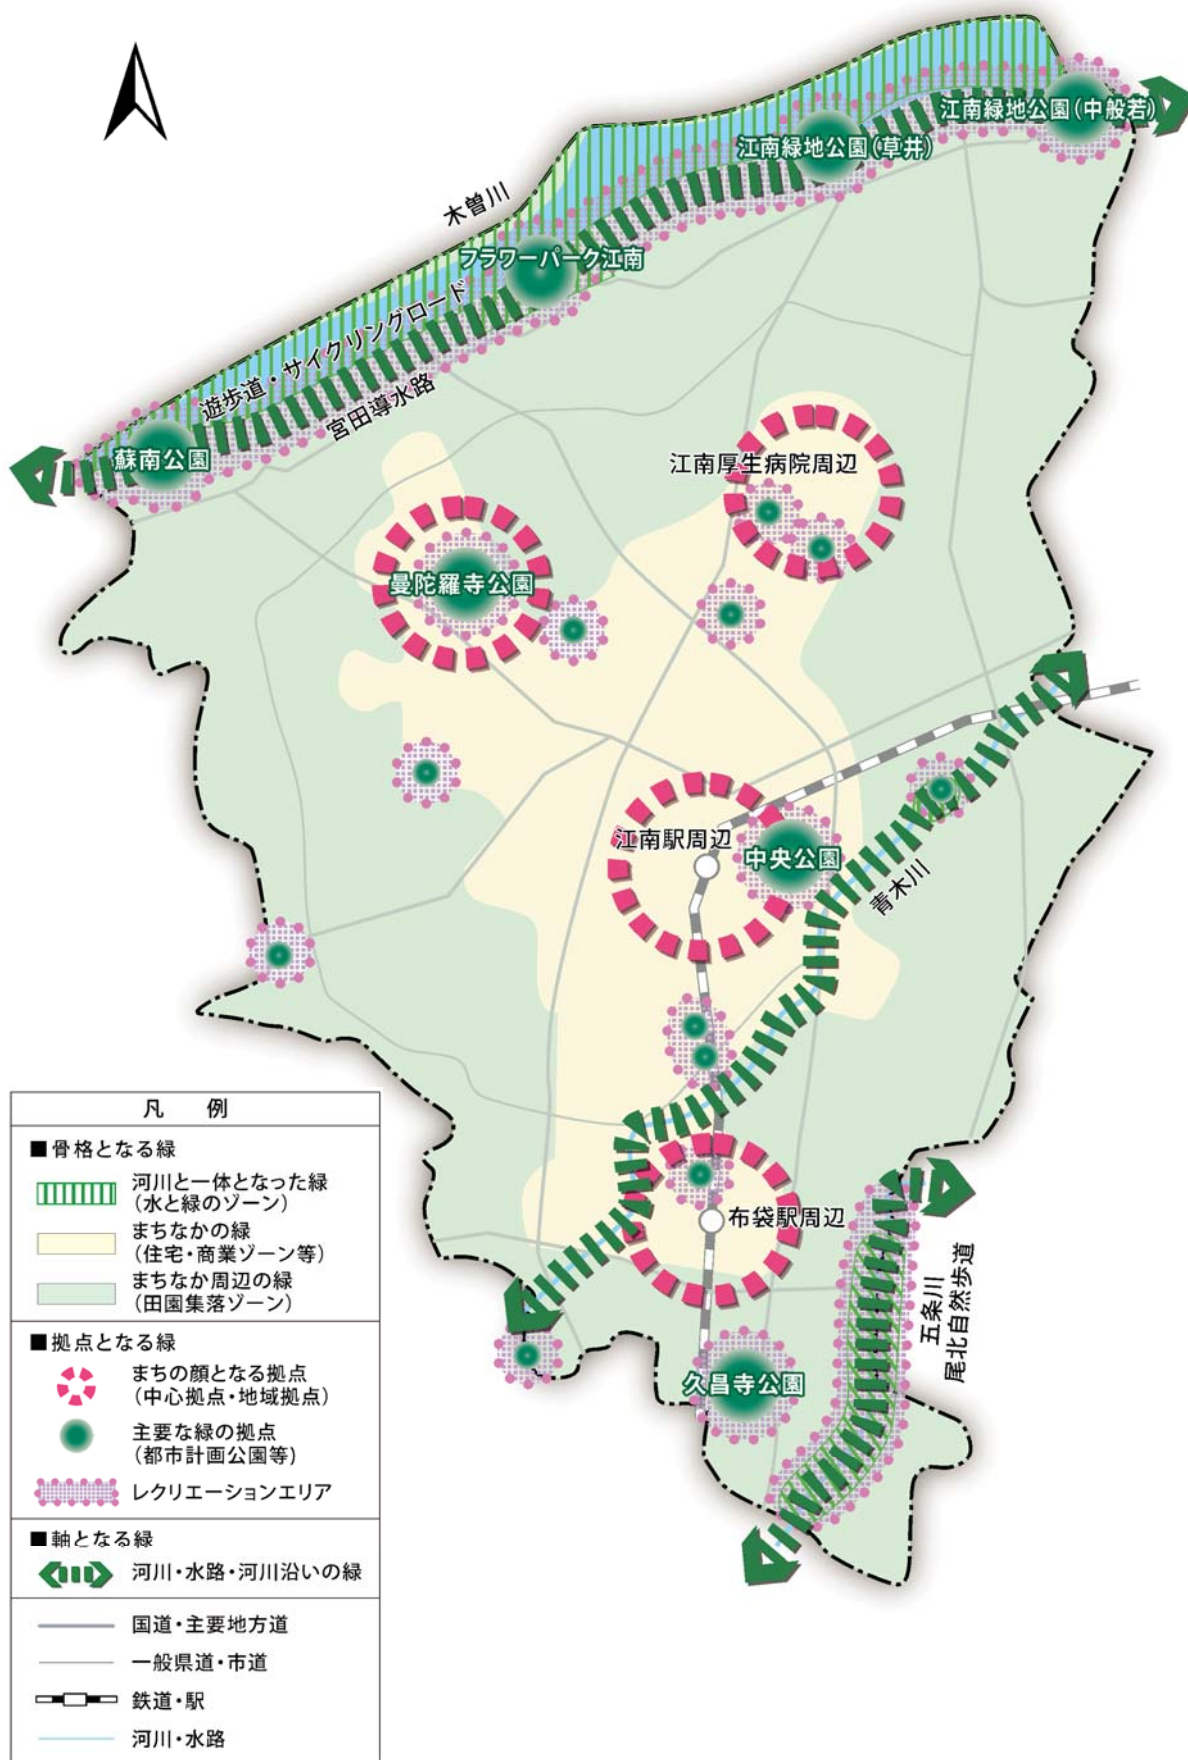 江南緑地公園(中般若)
江南緑地公園(草井)
木曽川
フラワーパーク江南
遊歩道・サイクリングロード
宮田導水路
蘇南公園
江南厚生病院周辺
曼陀羅寺公園
江南駅周辺
中央公園
青木川
布袋駅周辺
五条川
尾北自然歩道
久昌寺公園
凡 例
■骨格となる緑
河川と一体となった緑
(水と緑のゾーン)
まちなかの緑
(住宅・商業ゾーン等)
まちなか周辺の緑
(田園集落ゾーン)
■拠点となる緑
まちの顔となる拠点
(中心拠点・地域拠点)
主要な緑の拠点
(都市計画公園等)
レクリエーションエリア
■軸となる緑
河川・水路・河川沿いの緑
国道・主要地方道
一般県道・市道
鉄道・駅
河川・水路